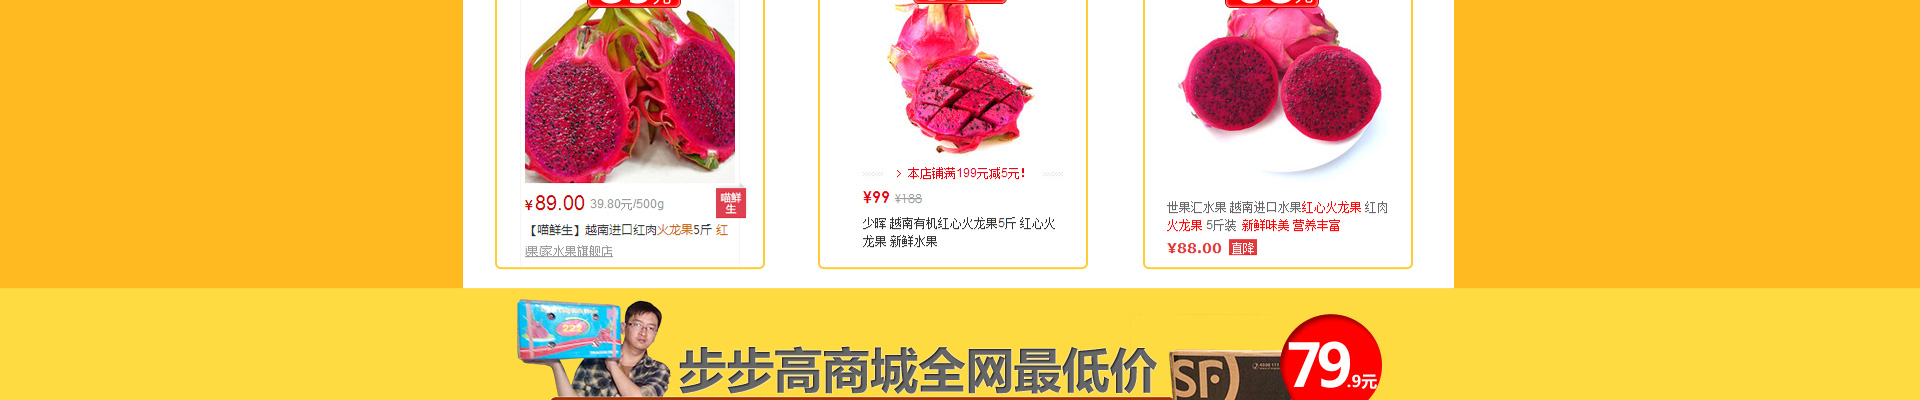 ¥89.00 39.80元/500g
喵鲜生
【喵鲜生】越南进口红肉火龙果5斤 红
果家水果旗舰店
> 本店铺满199元减5元!
¥99 ¥188
少晖 越南有机红心火龙果5斤 红心火
龙果 新鲜水果
世果汇水果 越南进口水果红心火龙果 红肉
火龙果 5斤装 新鲜味美 营养丰富
¥88.00 直降
222
步步高商城全网最低价
SF
79.9元